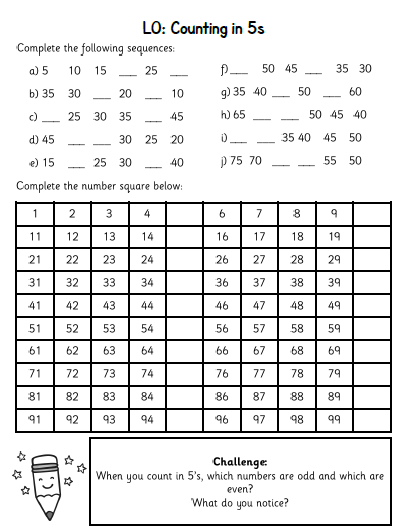 LO: Counting in 5s
Complete the following sequences:
a) 5 10 15 ___ 25 ___
f) ___ 50 45 ___ 35 30
b) 35 30 ___ 20 ___ 10
g) 35 40 ___ 50 ___ 60
c) ___ 25 30 35 ___ 45
h) 65 ___ ___ 50 45 40
d) 45 ___ ___ 30 25 20
i) ___ ___ 35 40 45 50
e) 15 ___ 25 30 ___ 40
j) 75 70 ___ ___ 55 50
Complete the number square below:
1 2 3 4 6 7 8 9
11 12 13 14 16 17 18 19
21 22 23 24 26 27 28 29
31 32 33 34 36 37 38 39
41 42 43 44 46 47 48 49
51 52 53 54 56 57 58 59
61 62 63 64 66 67 68 69
71 72 73 74 76 77 78 79
81 82 83 84 86 87 88 89
91 92 93 94 96 97 98 99
Challenge:
When you count in 5's, which numbers are odd and which are
even?
What do you notice?